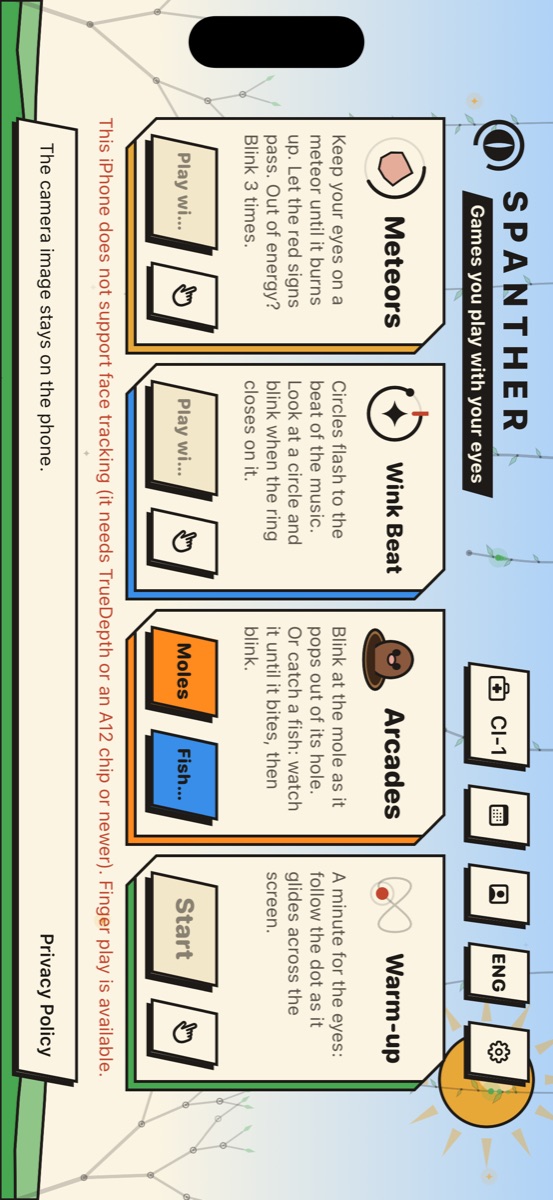 SPANTHER
Games you play with your eyes
CI-1
ENG
Meteors
Keep your eyes on a
meteor until it burns
up. Let the red signs
pass. Out of energy?
Blink 3 times.
Play wi...
Wink Beat
Circles flash to the
beat of the music.
Look at a circle and
blink when the ring
closes on it.
Play wi...
Arcades
Blink at the mole as it
pops out of its hole.
Or catch a fish: watch
it until it bites, then
blink.
Moles
Fish...
Warm-up
A minute for the eyes:
follow the dot as it
glides across the
screen.
Start
This iPhone does not support face tracking (it needs TrueDepth or an A12 chip or newer). Finger play is available.
The camera image stays on the phone.
Privacy Policy